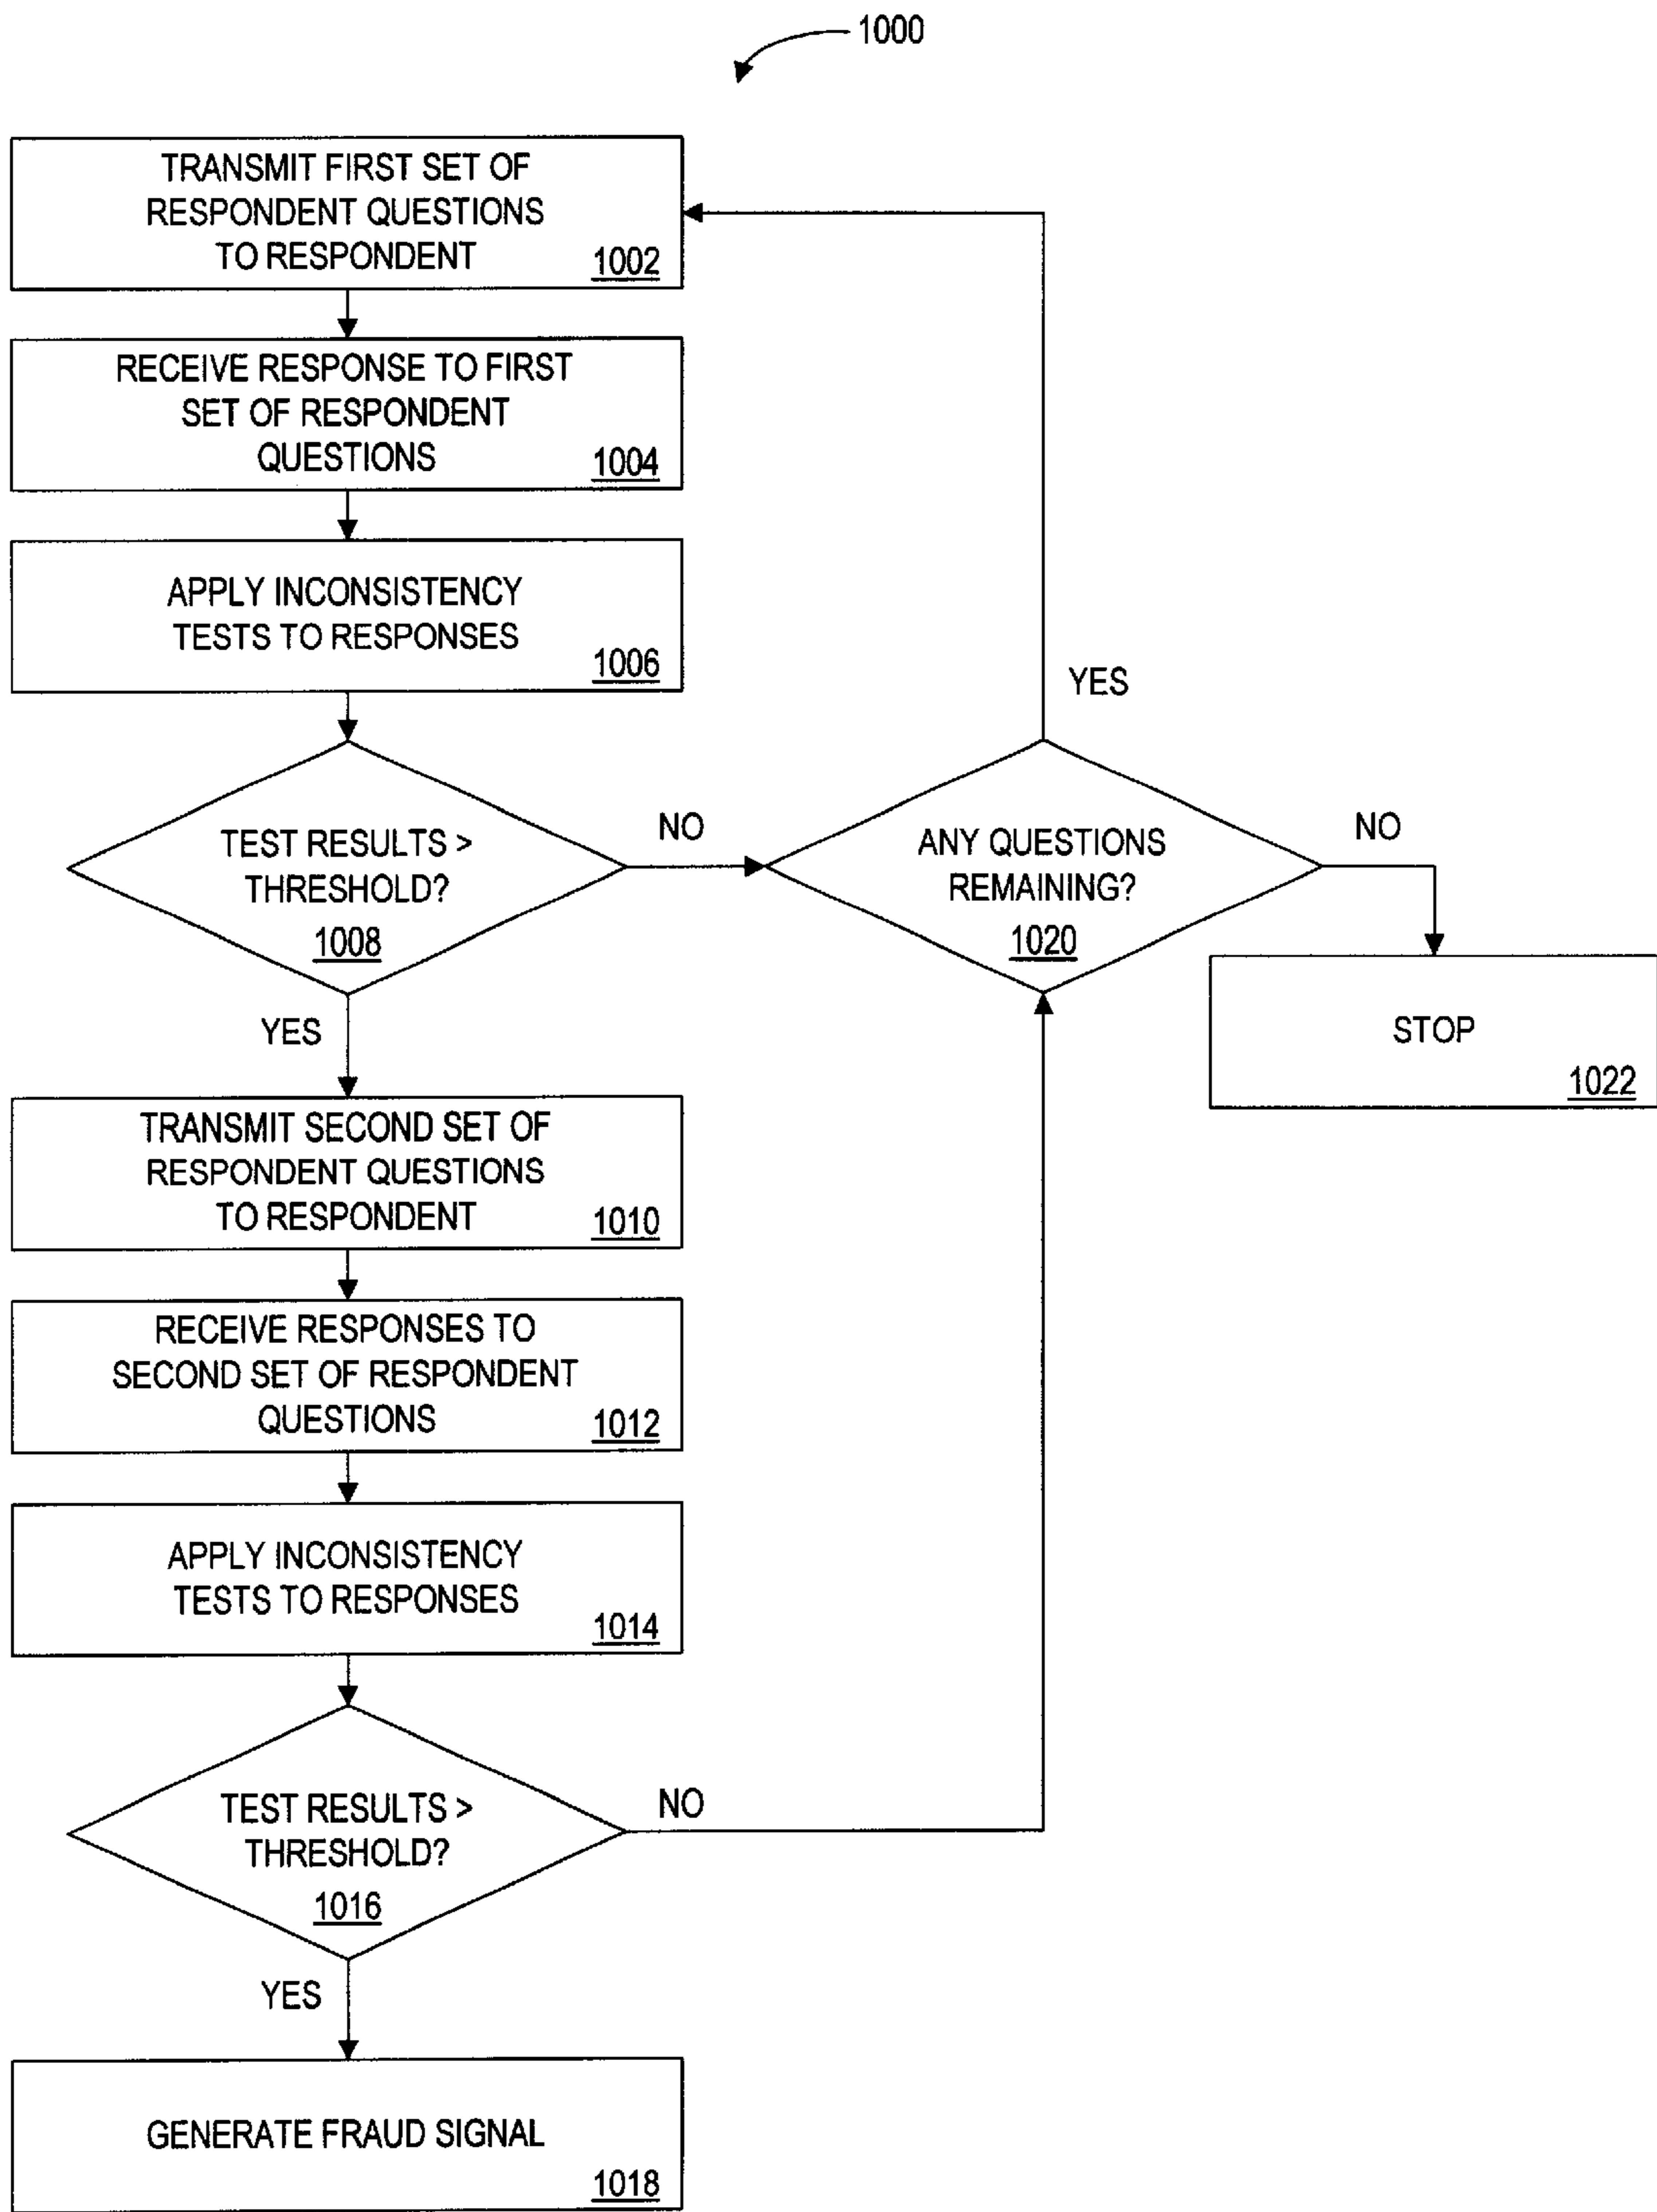 1000
TRANSMIT FIRST SET OF
RESPONDENT QUESTIONS
TO RESPONDENT
1002
RECEIVE RESPONSE TO FIRST
SET OF RESPONDENT
QUESTIONS
1004
APPLY INCONSISTENCY
TESTS TO RESPONSES
1006
TEST RESULTS >
THRESHOLD?
1008
NO
YES
ANY QUESTIONS
REMAINING?
1020
YES
NO
STOP
1022
TRANSMIT SECOND SET OF
RESPONDENT QUESTIONS
TO RESPONDENT
1010
RECEIVE RESPONSES TO
SECOND SET OF RESPONDENT
QUESTIONS
1012
APPLY INCONSISTENCY
TESTS TO RESPONSES
1014
TEST RESULTS >
THRESHOLD?
1016
NO
YES
GENERATE FRAUD SIGNAL
1018